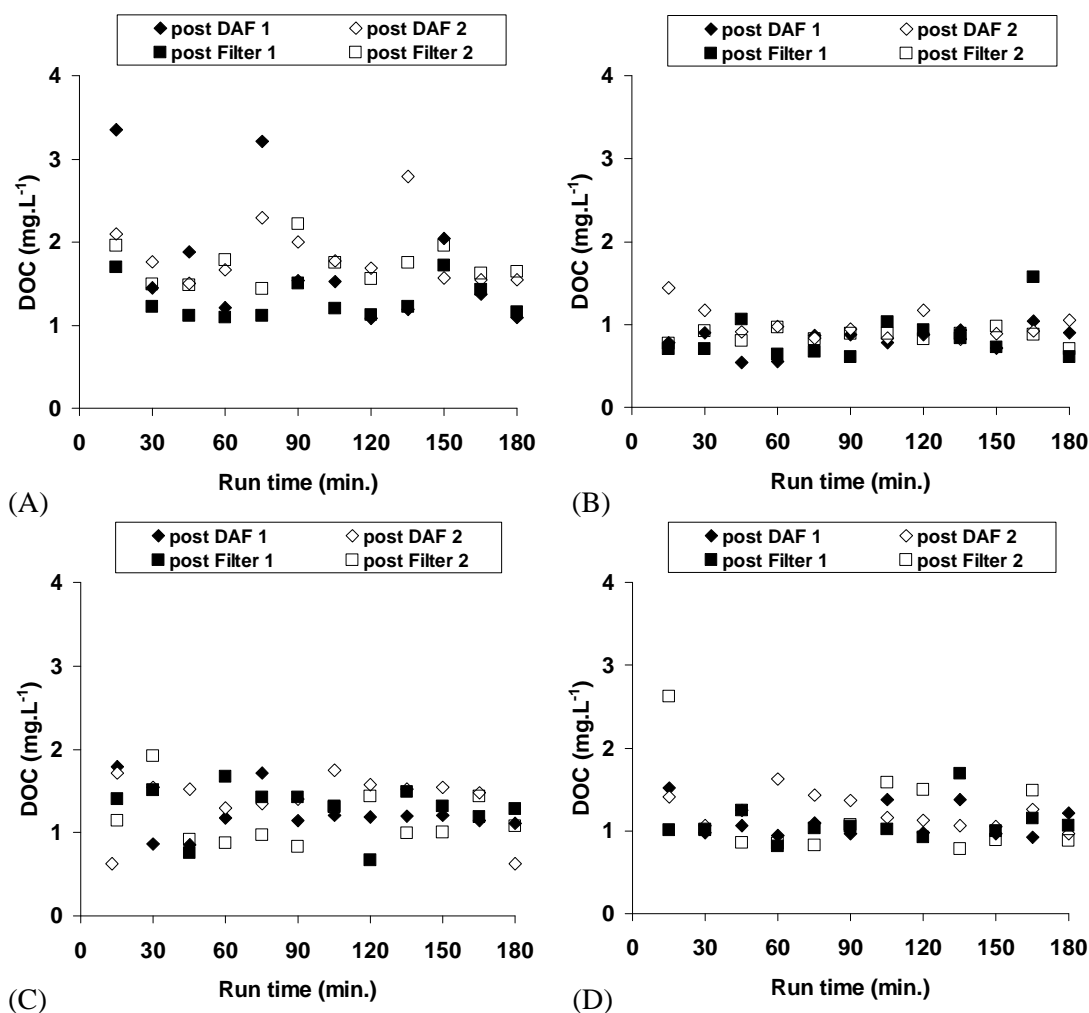 ◆ post DAF 1 ◇ post DAF 2
■ post Filter 1 □ post Filter 2
4
3
2
1
0
DOC (mg.L⁻¹)
0 30 60 90 120 150 180
Run time (min.)
(A)
◆ post DAF 1 ◇ post DAF 2
■ post Filter 1 □ post Filter 2
4
3
2
1
0
DOC (mg.L⁻¹)
0 30 60 90 120 150 180
Run time (min.)
(B)
◆ post DAF 1 ◇ post DAF 2
■ post Filter 1 □ post Filter 2
4
3
2
1
0
DOC (mg.L⁻¹)
0 30 60 90 120 150 180
Run time (min.)
(C)
◆ post DAF 1 ◇ post DAF 2
■ post Filter 1 □ post Filter 2
4
3
2
1
0
DOC (mg.L⁻¹)
0 30 60 90 120 150 180
Run time (min.)
(D)